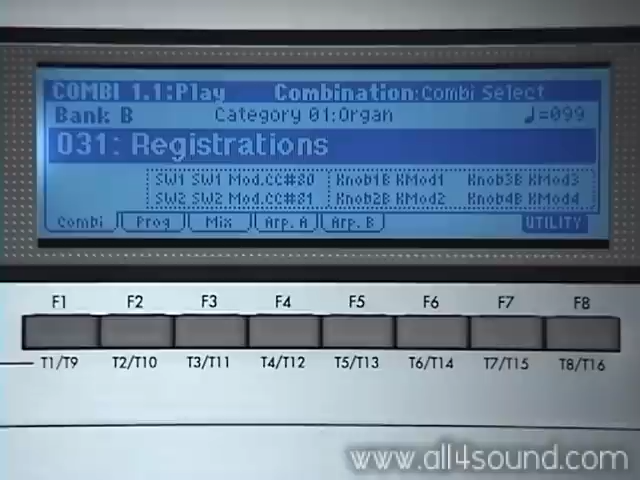 COMBI 1.1:Play Combination:Combi Select
Bank B Category 01:Organ ♩=099
031: Registrations
SW1 SW1 Mod.CC#80 Knob1B KMod1 Knob3B KMod3
SW2 SW2 Mod.CC#81 Knob2B KMod2 Knob4B KMod4
Combi Prog Mix Arp. A Arp. B UTILITY
F1 F2 F3 F4 F5 F6 F7 F8
T1/T9 T2/T10 T3/T11 T4/T12 T5/T13 T6/T14 T7/T15 T8/T16
www.all4sound.com